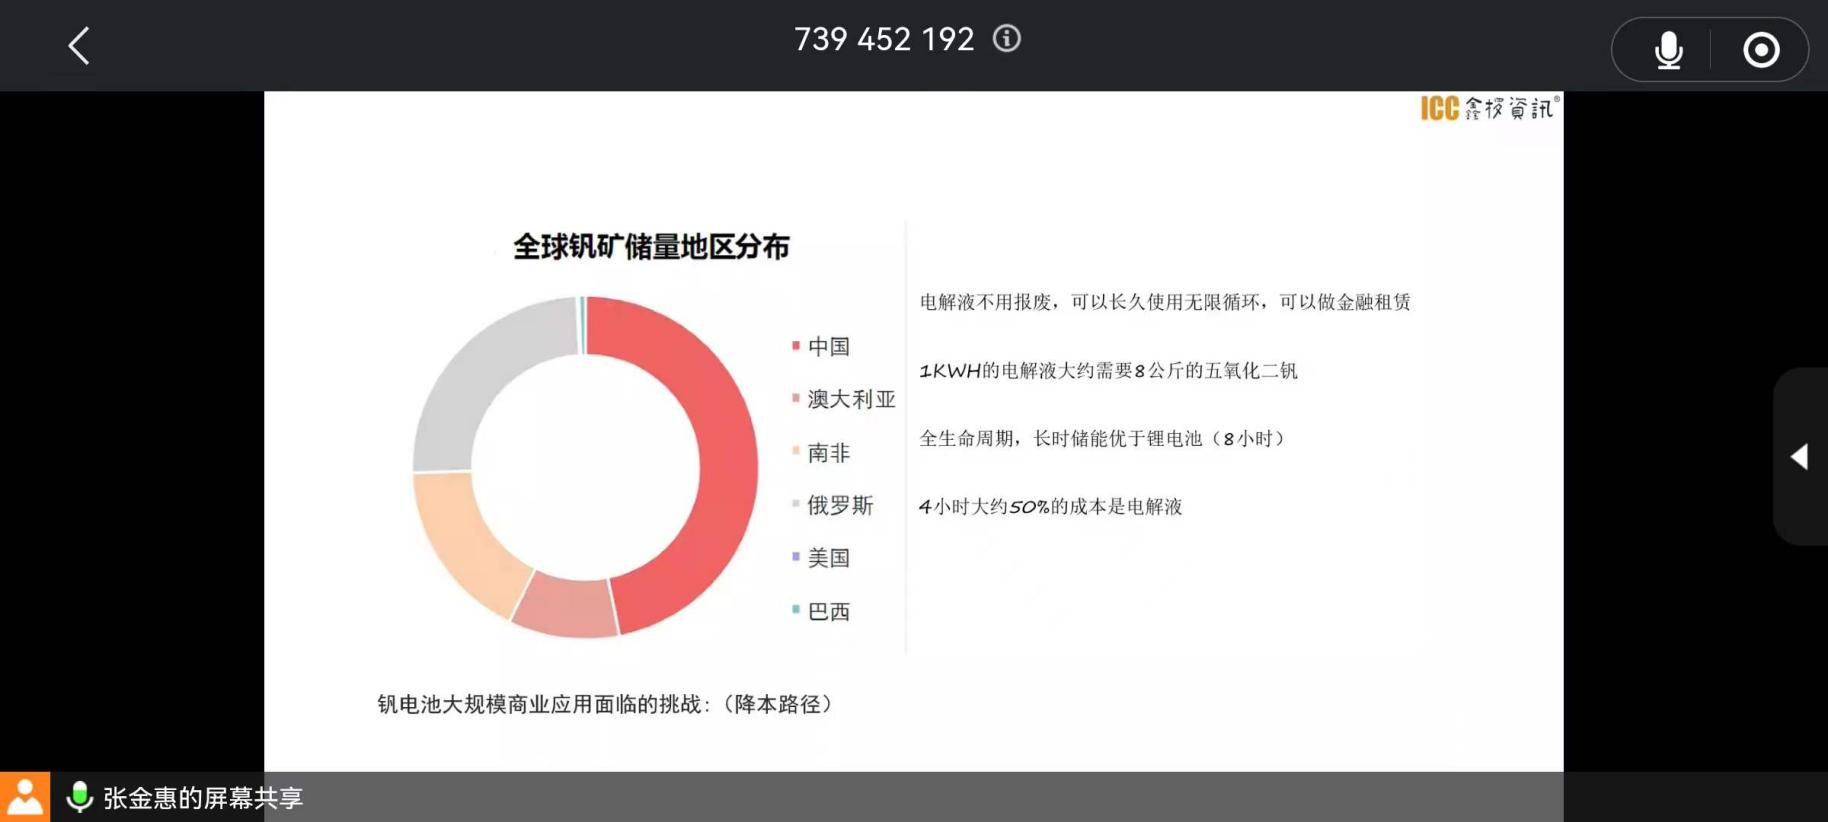 739 452 192
ICC 鑫椤資訊®
全球钒矿储量地区分布
中国
澳大利亚
南非
俄罗斯
美国
巴西
电解液不用报废，可以长久使用无限循环，可以做金融租赁
1KWH的电解液大约需要8公斤的五氧化二钒
全生命周期，长时储能优于锂电池（8小时）
4小时大约50%的成本是电解液
钒电池大规模商业应用面临的挑战：（降本路径）
张金惠的屏幕共享